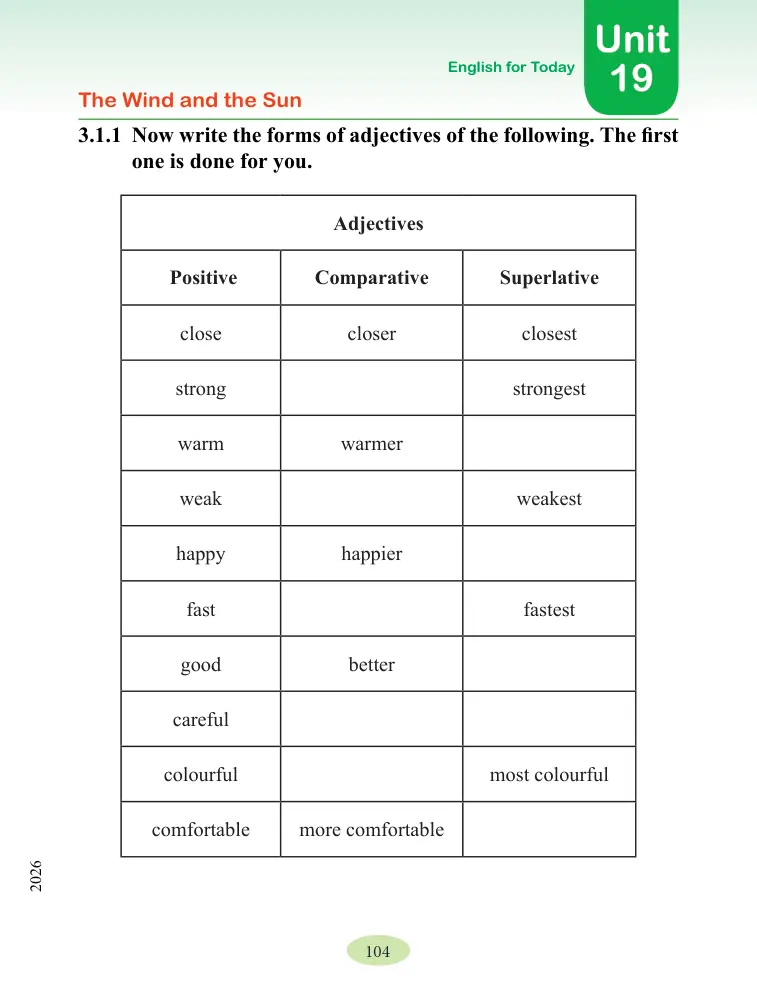 Unit
19
English for Today
The Wind and the Sun
3.1.1 Now write the forms of adjectives of the following. The first
one is done for you.
Adjectives
Positive Comparative Superlative
close closer closest
strong strongest
warm warmer
weak weakest
happy happier
fast fastest
good better
careful
colourful most colourful
comfortable more comfortable
2026
104